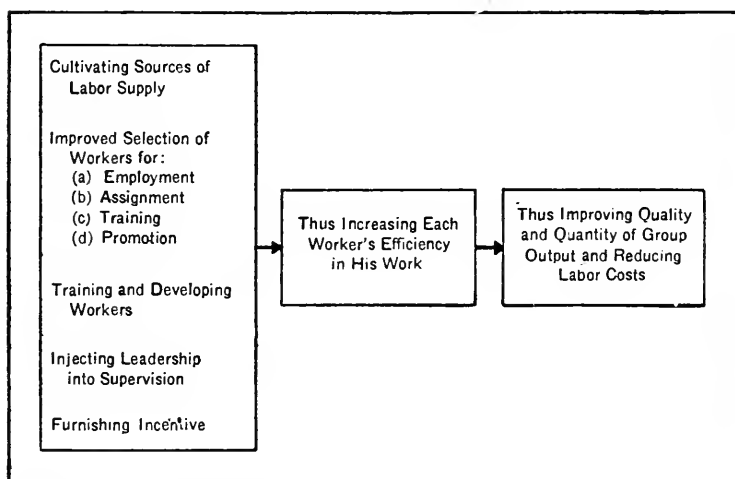 Cultivating Sources of
Labor Supply
Improved Selection of
Workers for:
(a) Employment
(b) Assignment
(c) Training
(d) Promotion
Training and Developing
Workers
Injecting Leadership
into Supervision
Furnishing Incentive
Thus Increasing Each
Worker's Efficiency
in His Work
Thus Improving Quality
and Quantity of Group
Output and Reducing
Labor Costs